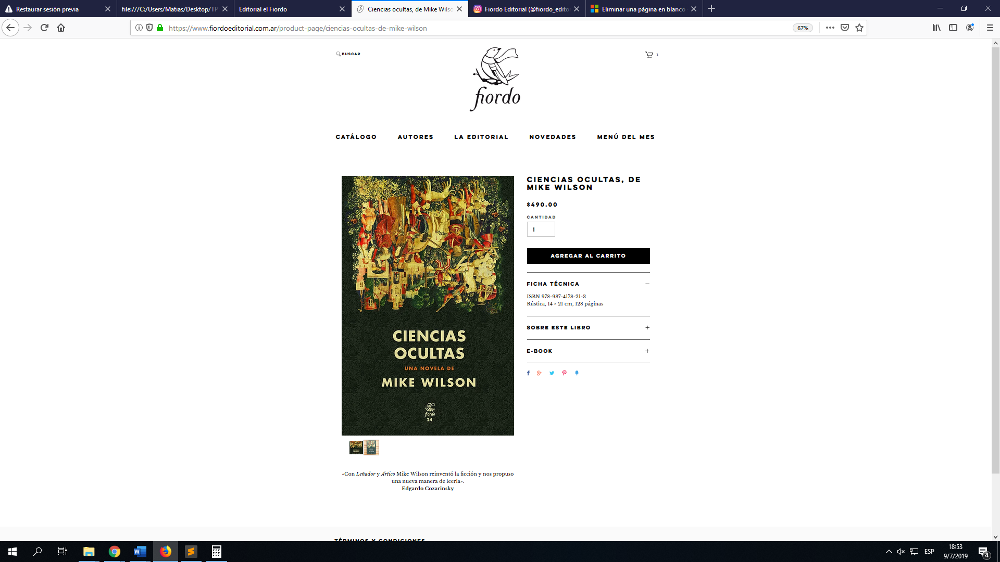 Restaurar sesión previa
file:///C:/Users/Matias/Desktop/TP
Editorial el Fiordo
Ciencias ocultas, de Mike Wilso
Fiordo Editorial (@fiordo_edito
Eliminar una página en blanco
https://www.fiordoeditorial.com.ar/product-page/ciencias-ocultas-de-mike-wilson
67%
BUSCAR
1
fiordo
CATÁLOGO
AUTORES
LA EDITORIAL
NOVEDADES
MENÚ DEL MES
CIENCIAS OCULTAS, DE
MIKE WILSON
$490.00
CANTIDAD
1
AGREGAR AL CARRITO
FICHA TÉCNICA
ISBN 978-987-4178-21-3
Rústica, 14 × 21 cm, 128 páginas
SOBRE ESTE LIBRO
E-BOOK
CIENCIAS
OCULTAS
UNA NOVELA DE
MIKE WILSON
fiordo
24
«Con Leñador y Ártico Mike Wilson reinventó la ficción y nos propuso
una nueva manera de leerla».
Edgardo Cozarinsky
TÉRMINOS Y CONDICIONES
ESP
18:53
9/7/2019
4